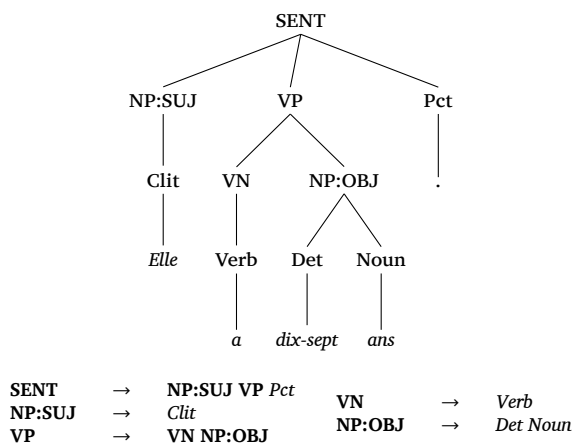 SENT
NP:SUJ VP Pct
Clit VN NP:OBJ .
Elle Verb Det Noun
a dix-sept ans
SENT → NP:SUJ VP Pct
NP:SUJ → Clit
VP → VN NP:OBJ
VN → Verb
NP:OBJ → Det Noun